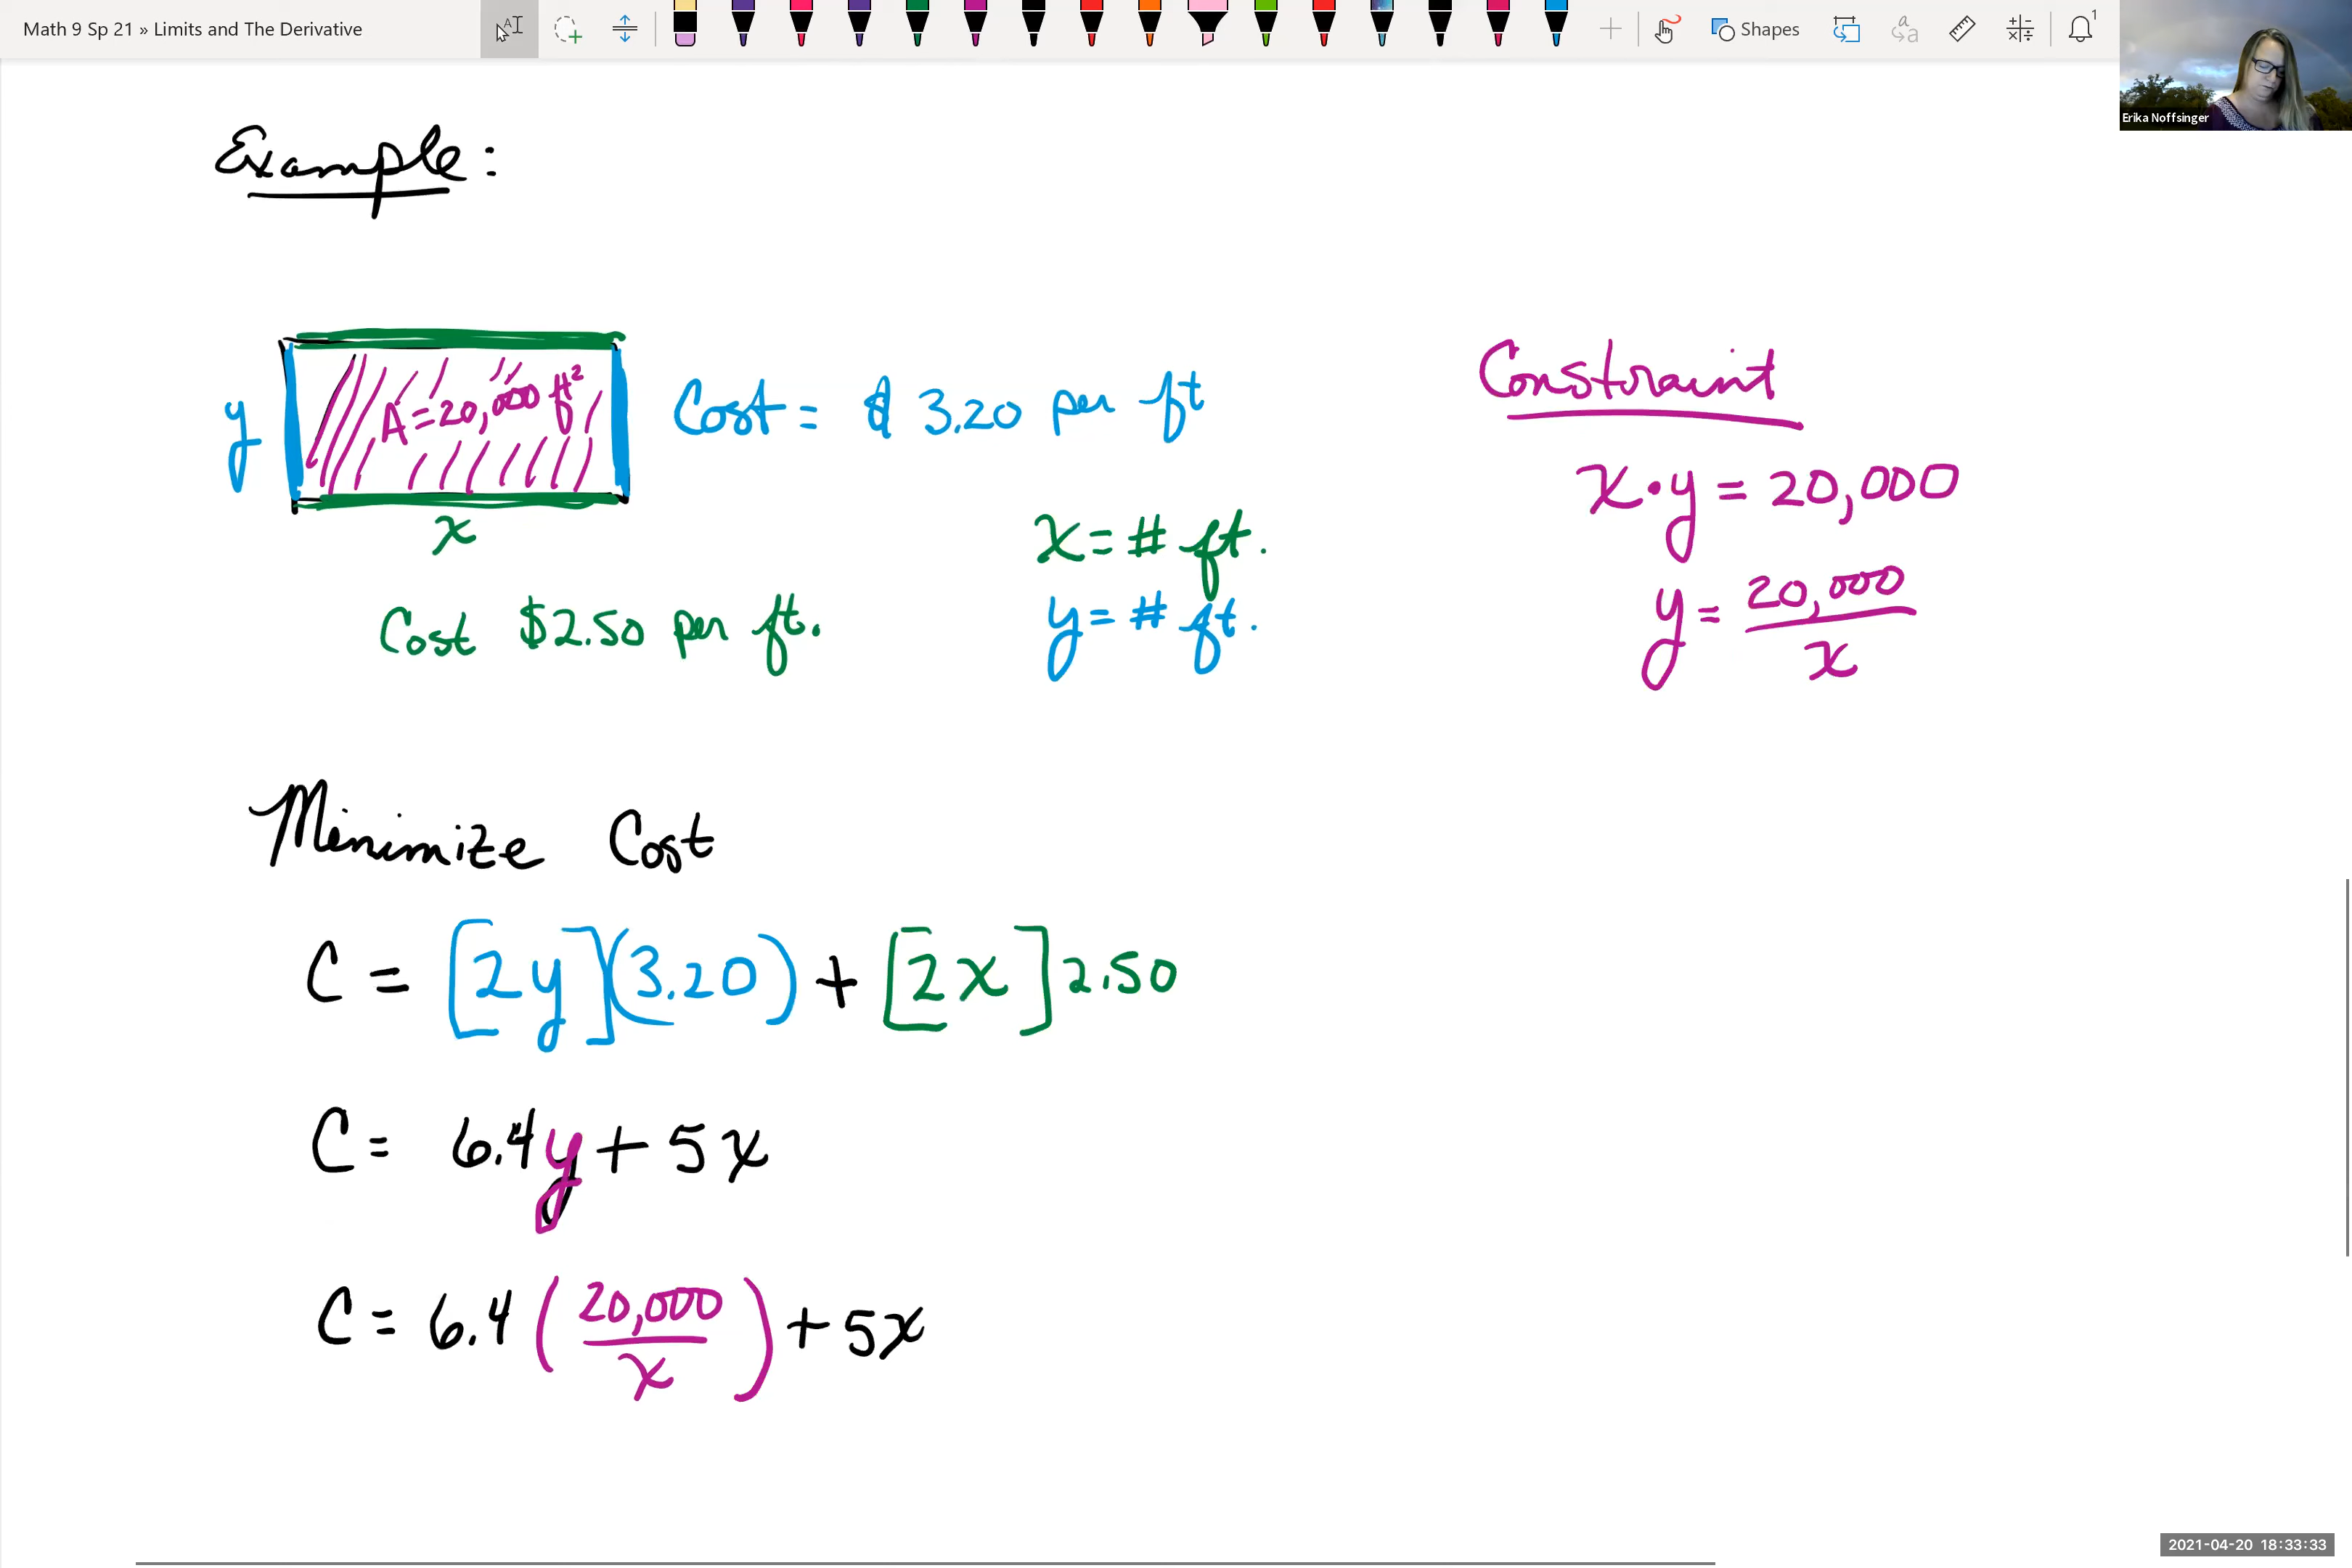 Math 9 Sp 21 » Limits and The Derivative
Shapes
1
Erika Noffsinger
Example:
y
A = 20,000 ft²
Cost = $ 3.20 per ft
x
x = # ft.
Cost $2.50 per ft.
y = # ft.
Constraint
x · y = 20,000
y = 20,000 / x
Minimize Cost
C = [2y](3.20) + [2x] 2.50
C = 6.4y + 5x
C = 6.4 ( 20,000 / x ) + 5x
2021-04-20 18:33:33